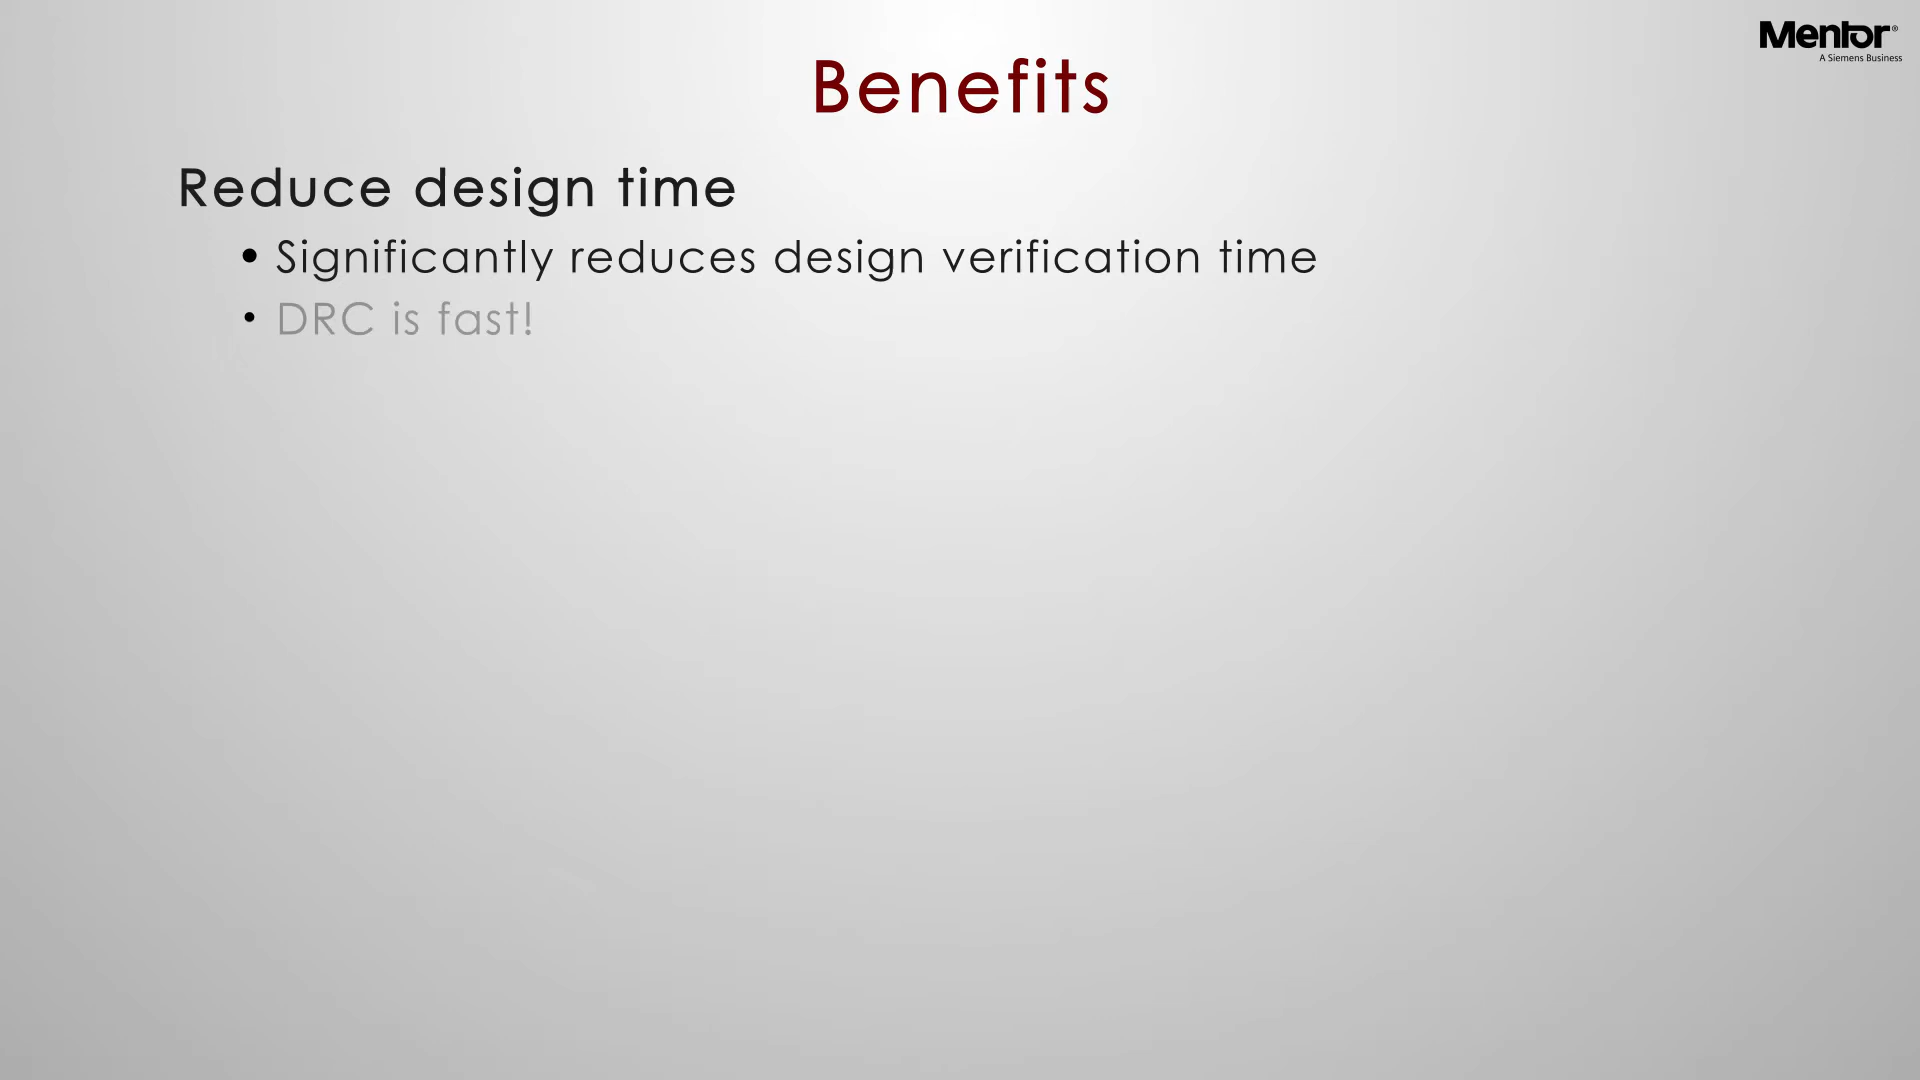 Mentor®
A Siemens Business
Benefits
Reduce design time
• Significantly reduces design verification time
• DRC is fast!